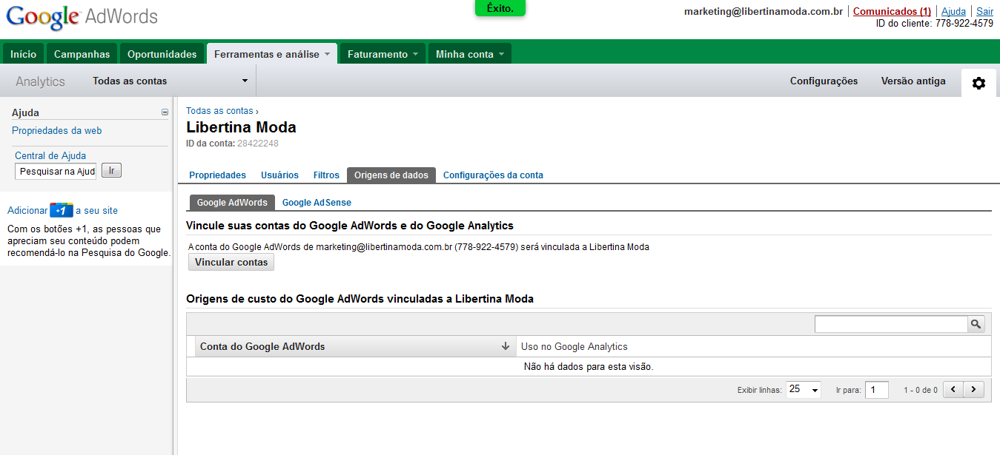 Google AdWords
Êxito.
marketing@libertinamoda.com.br Comunicados (1) Ajuda Sair
ID do cliente: 778-922-4579
Início Campanhas Oportunidades Ferramentas e análise Faturamento Minha conta
Analytics Todas as contas Configurações Versão antiga
Ajuda
Propriedades da web
Central de Ajuda
Pesquisar na Ajud Ir
Adicionar +1 a seu site
Com os botões +1, as pessoas que
apreciam seu conteúdo podem
recomendá-lo na Pesquisa do Google.
Todas as contas ›
Libertina Moda
ID da conta: 28422248
Propriedades Usuários Filtros Origens de dados Configurações da conta
Google AdWords Google AdSense
Vincule suas contas do Google AdWords e do Google Analytics
A conta do Google AdWords de marketing@libertinamoda.com.br (778-922-4579) será vinculada a Libertina Moda
Vincular contas
Origens de custo do Google AdWords vinculadas a Libertina Moda
Conta do Google AdWords Uso no Google Analytics
Não há dados para esta visão.
Exibir linhas: 25 Ir para: 1 1 - 0 de 0